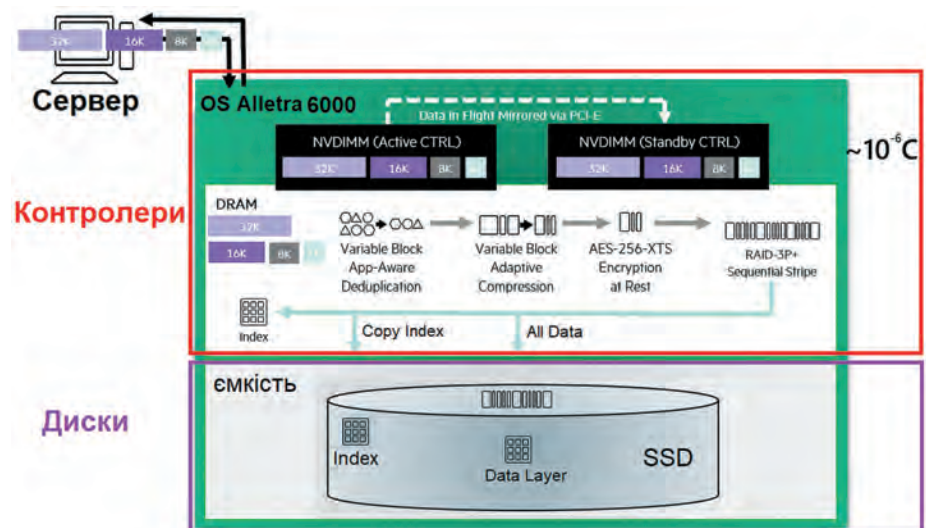 32K 16K 8K
Сервер
OS Alletra 6000
Data in Flight Mirrored via PCI-E
NVDIMM (Active CTRL)
32K 16K 8K
NVDIMM (Standby CTRL)
32K 16K 8K
~10⁻⁶C
Контролери
DRAM
32K
16K 8K
Variable Block
App-Aware
Deduplication
Variable Block
Adaptive
Compression
AES-256-XTS
Encryption
at Rest
RAID-3P+
Sequential Stripe
Index
Copy Index
All Data
Диски
ЄМКІСТЬ
Index
Data Layer
SSD